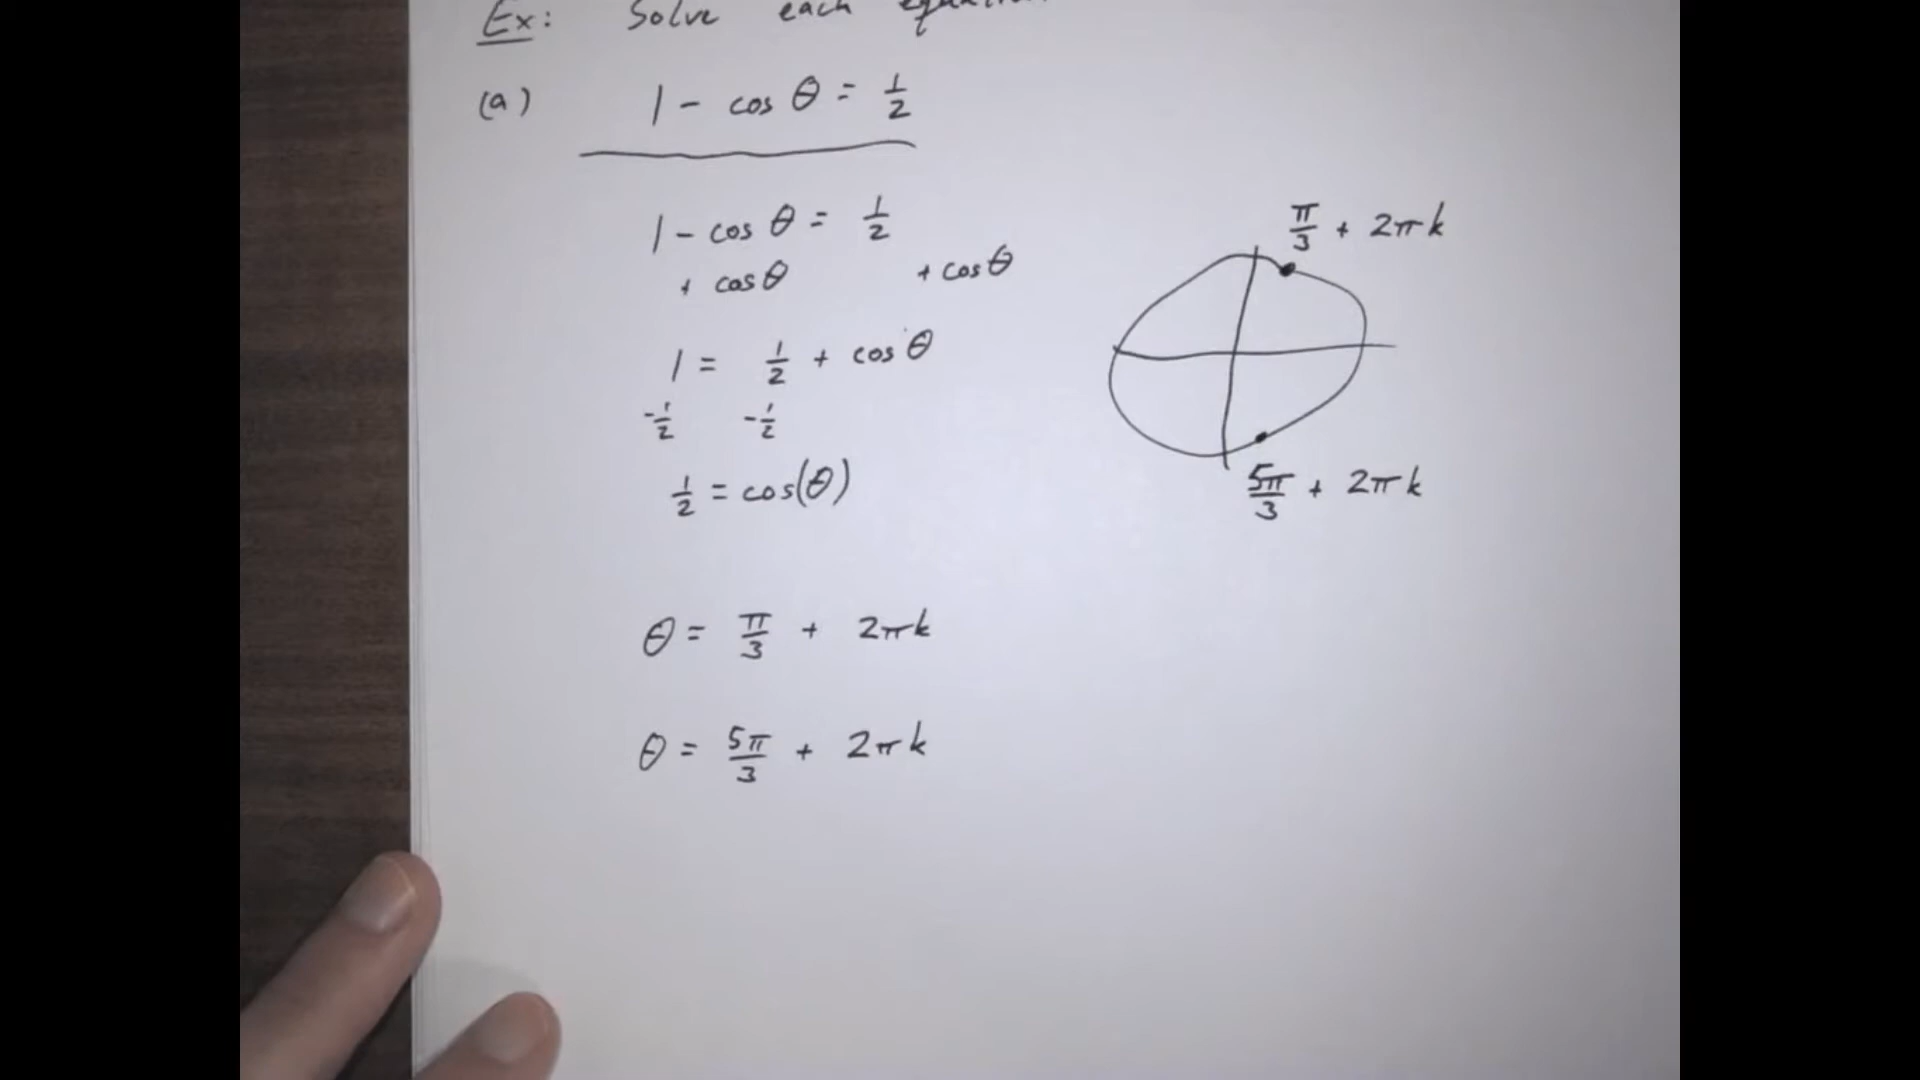 Ex: Solve each equation
(a) 1 - cos θ = 1/2
1 - cos θ = 1/2
+ cos θ + cos θ
1 = 1/2 + cos θ
-1/2 -1/2
1/2 = cos(θ)
θ = π/3 + 2πk
θ = 5π/3 + 2πk
π/3 + 2πk
5π/3 + 2πk